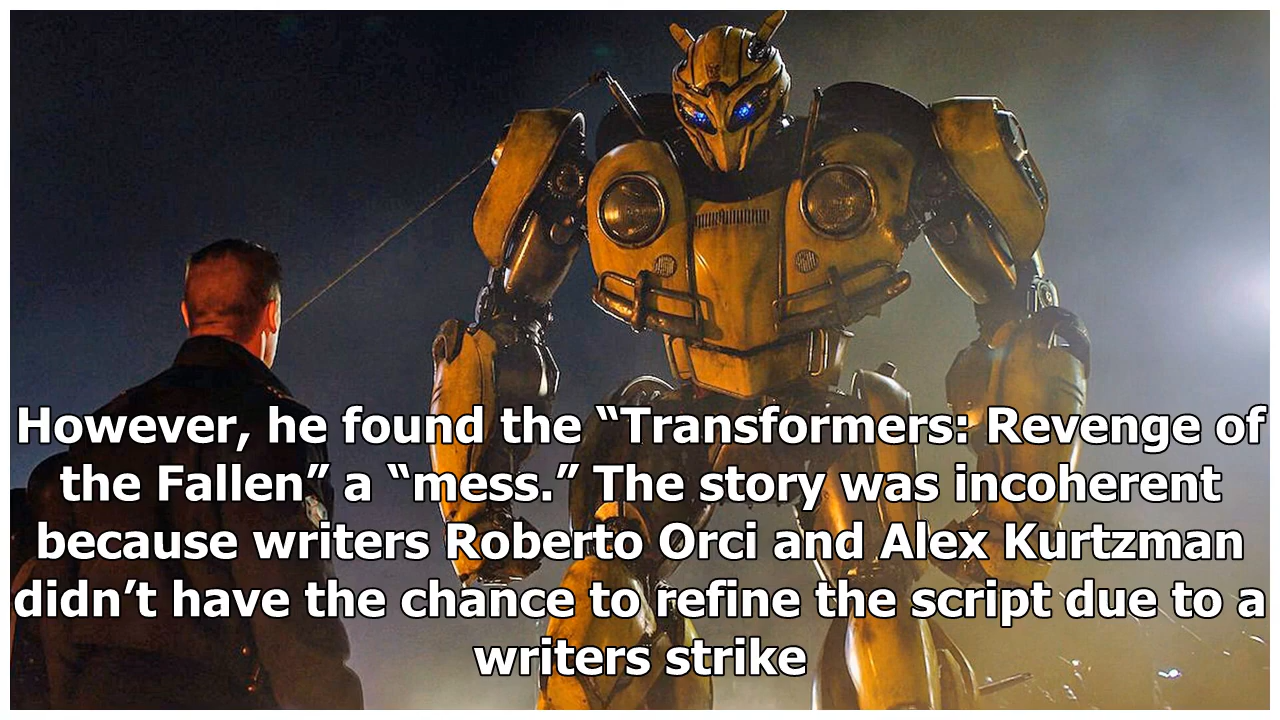 However, he found the “Transformers: Revenge of
the Fallen” a “mess.” The story was incoherent
because writers Roberto Orci and Alex Kurtzman
didn’t have the chance to refine the script due to a
writers strike